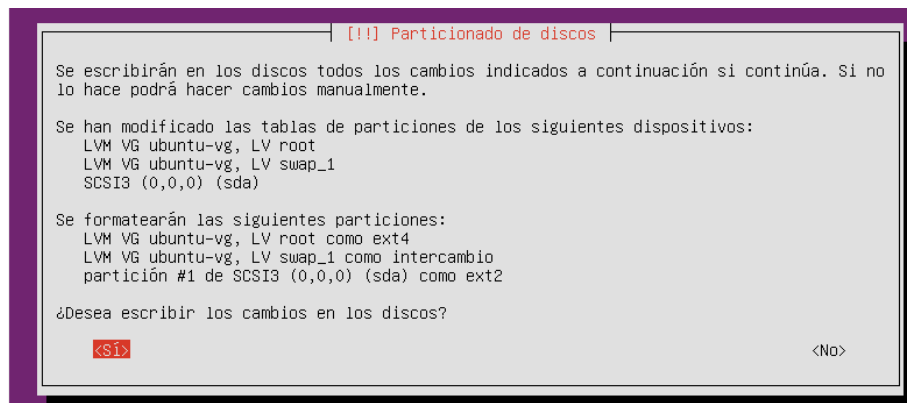 [!!] Particionado de discos
Se escribirán en los discos todos los cambios indicados a continuación si continúa. Si no
lo hace podrá hacer cambios manualmente.
Se han modificado las tablas de particiones de los siguientes dispositivos:
LVM VG ubuntu-vg, LV root
LVM VG ubuntu-vg, LV swap_1
SCSI3 (0,0,0) (sda)
Se formatearán las siguientes particiones:
LVM VG ubuntu-vg, LV root como ext4
LVM VG ubuntu-vg, LV swap_1 como intercambio
partición #1 de SCSI3 (0,0,0) (sda) como ext2
¿Desea escribir los cambios en los discos?
<Sí> <No>